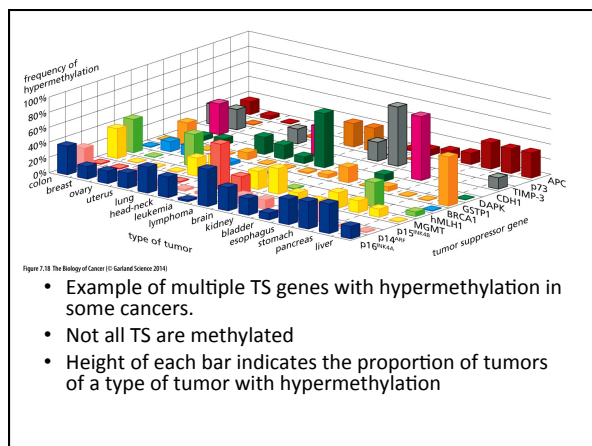 frequency of
hypermethylation
100%
80%
60%
40%
20%
0%
colon
breast
ovary
uterus
lung
head-neck
leukemia
lymphoma
brain
kidney
bladder
esophagus
stomach
pancreas
liver
type of tumor
p16INK4A
p14ARF
p15INK4B
MGMT
hMLH1
BRCA1
GSTP1
DAPK
CDH1
TIMP-3
p73
APC
tumor suppressor gene
Figure 7.18 The Biology of Cancer (© Garland Science 2014)
• Example of multiple TS genes with hypermethylation in
some cancers.
• Not all TS are methylated
• Height of each bar indicates the proportion of tumors
of a type of tumor with hypermethylation